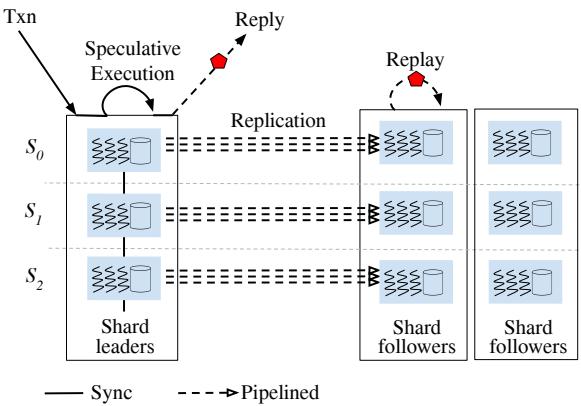 Txn
Reply
Speculative
Execution
Replay
Replication
S0
S1
S2
Shard
leaders
Shard
followers
Shard
followers
Sync
Pipelined